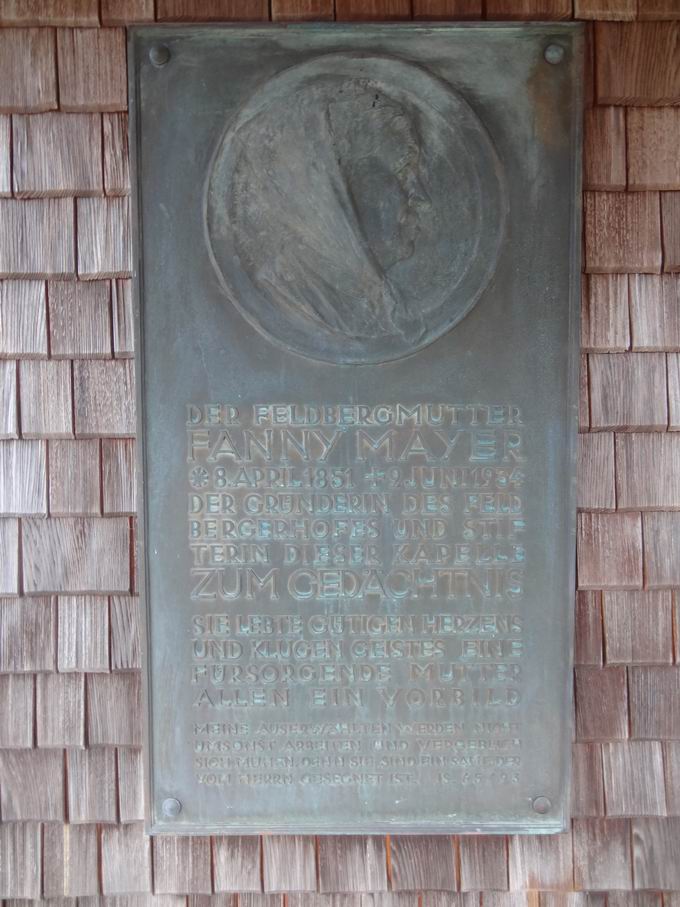 DER FELDBERGMUTTER
FANNY MAYER
* 8. APRIL 1851 + 9. JUNI 1934
DER GRÜNDERIN DES FELD
BERGERHOFES UND STIF
TERIN DIESER KAPELLE
ZUM GEDÄCHTNIS
SIE LEBTE GÜTIGEN HERZENS
UND KLUGEN GEISTES EINE
FÜRSORGENDE MUTTER
ALLEN EIN VORBILD
MEINE AUSERWÄHLTEN WERDEN NICHT
UMSONST ARBEITEN UND VERGEBLICH
SICH MÜHEN, DENN SIE SIND EIN SAME, DER
VOM HERRN GESEGNET IST. IS.